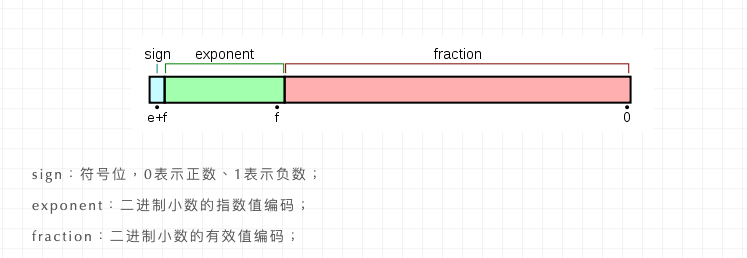 sign exponent fraction
e+f f 0
sign：符号位，0表示正数、1表示负数；
exponent：二进制小数的指数值编码；
fraction：二进制小数的有效值编码；